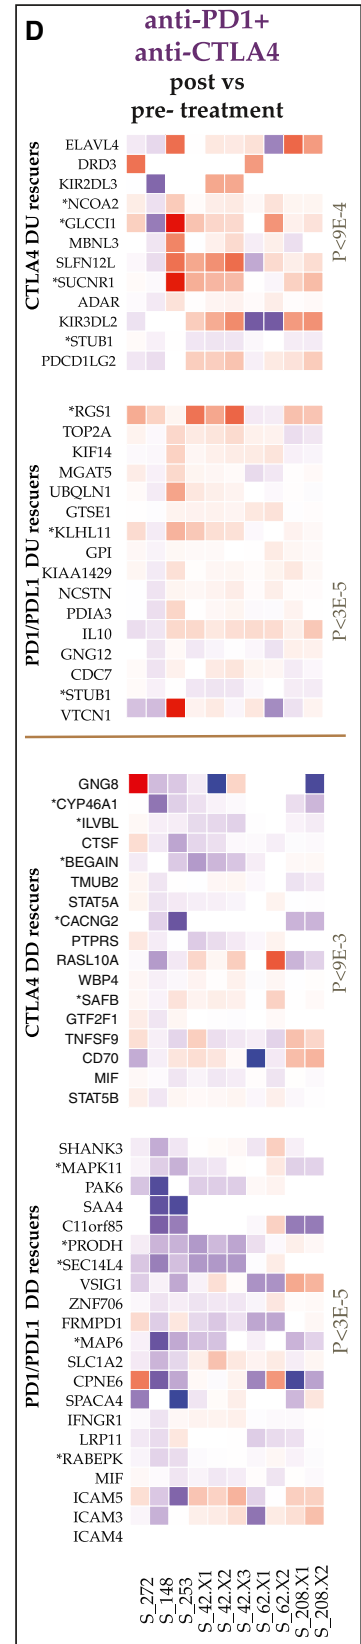 D
anti-PD1+
anti-CTLA4
post vs
pre- treatment
CTLA4 DU rescuers
ELAVL4
DRD3
KIR2DL3
*NCOA2
*GLCCI1
MBNL3
SLFN12L
*SUCNR1
ADAR
KIR3DL2
*STUB1
PDCD1LG2
P<9E-4
PD1/PDL1 DU rescuers
*RGS1
TOP2A
KIF14
MGAT5
UBQLN1
GTSE1
*KLHL11
GPI
KIAA1429
NCSTN
PDIA3
IL10
GNG12
CDC7
*STUB1
VTCN1
P<3E-5
CTLA4 DD rescuers
GNG8
*CYP46A1
*ILVBL
CTSF
*BEGAIN
TMUB2
STAT5A
*CACNG2
PTPRS
RASL10A
WBP4
*SAFB
GTF2F1
TNFSF9
CD70
MIF
STAT5B
P<9E-3
PD1/PDL1 DD rescuers
SHANK3
*MAPK11
PAK6
SAA4
C11orf85
*PRODH
*SEC14L4
VSIG1
ZNF706
FRMPD1
*MAP6
SLC1A2
CPNE6
SPACA4
IFNGR1
LRP11
*RABEPK
MIF
ICAM5
ICAM3
ICAM4
P<3E-5
S_272
S_148
S_253
S_42.X1
S_42.X2
S_42.X3
S_62.X1
S_62.X2
S_208.X1
S_208.X2